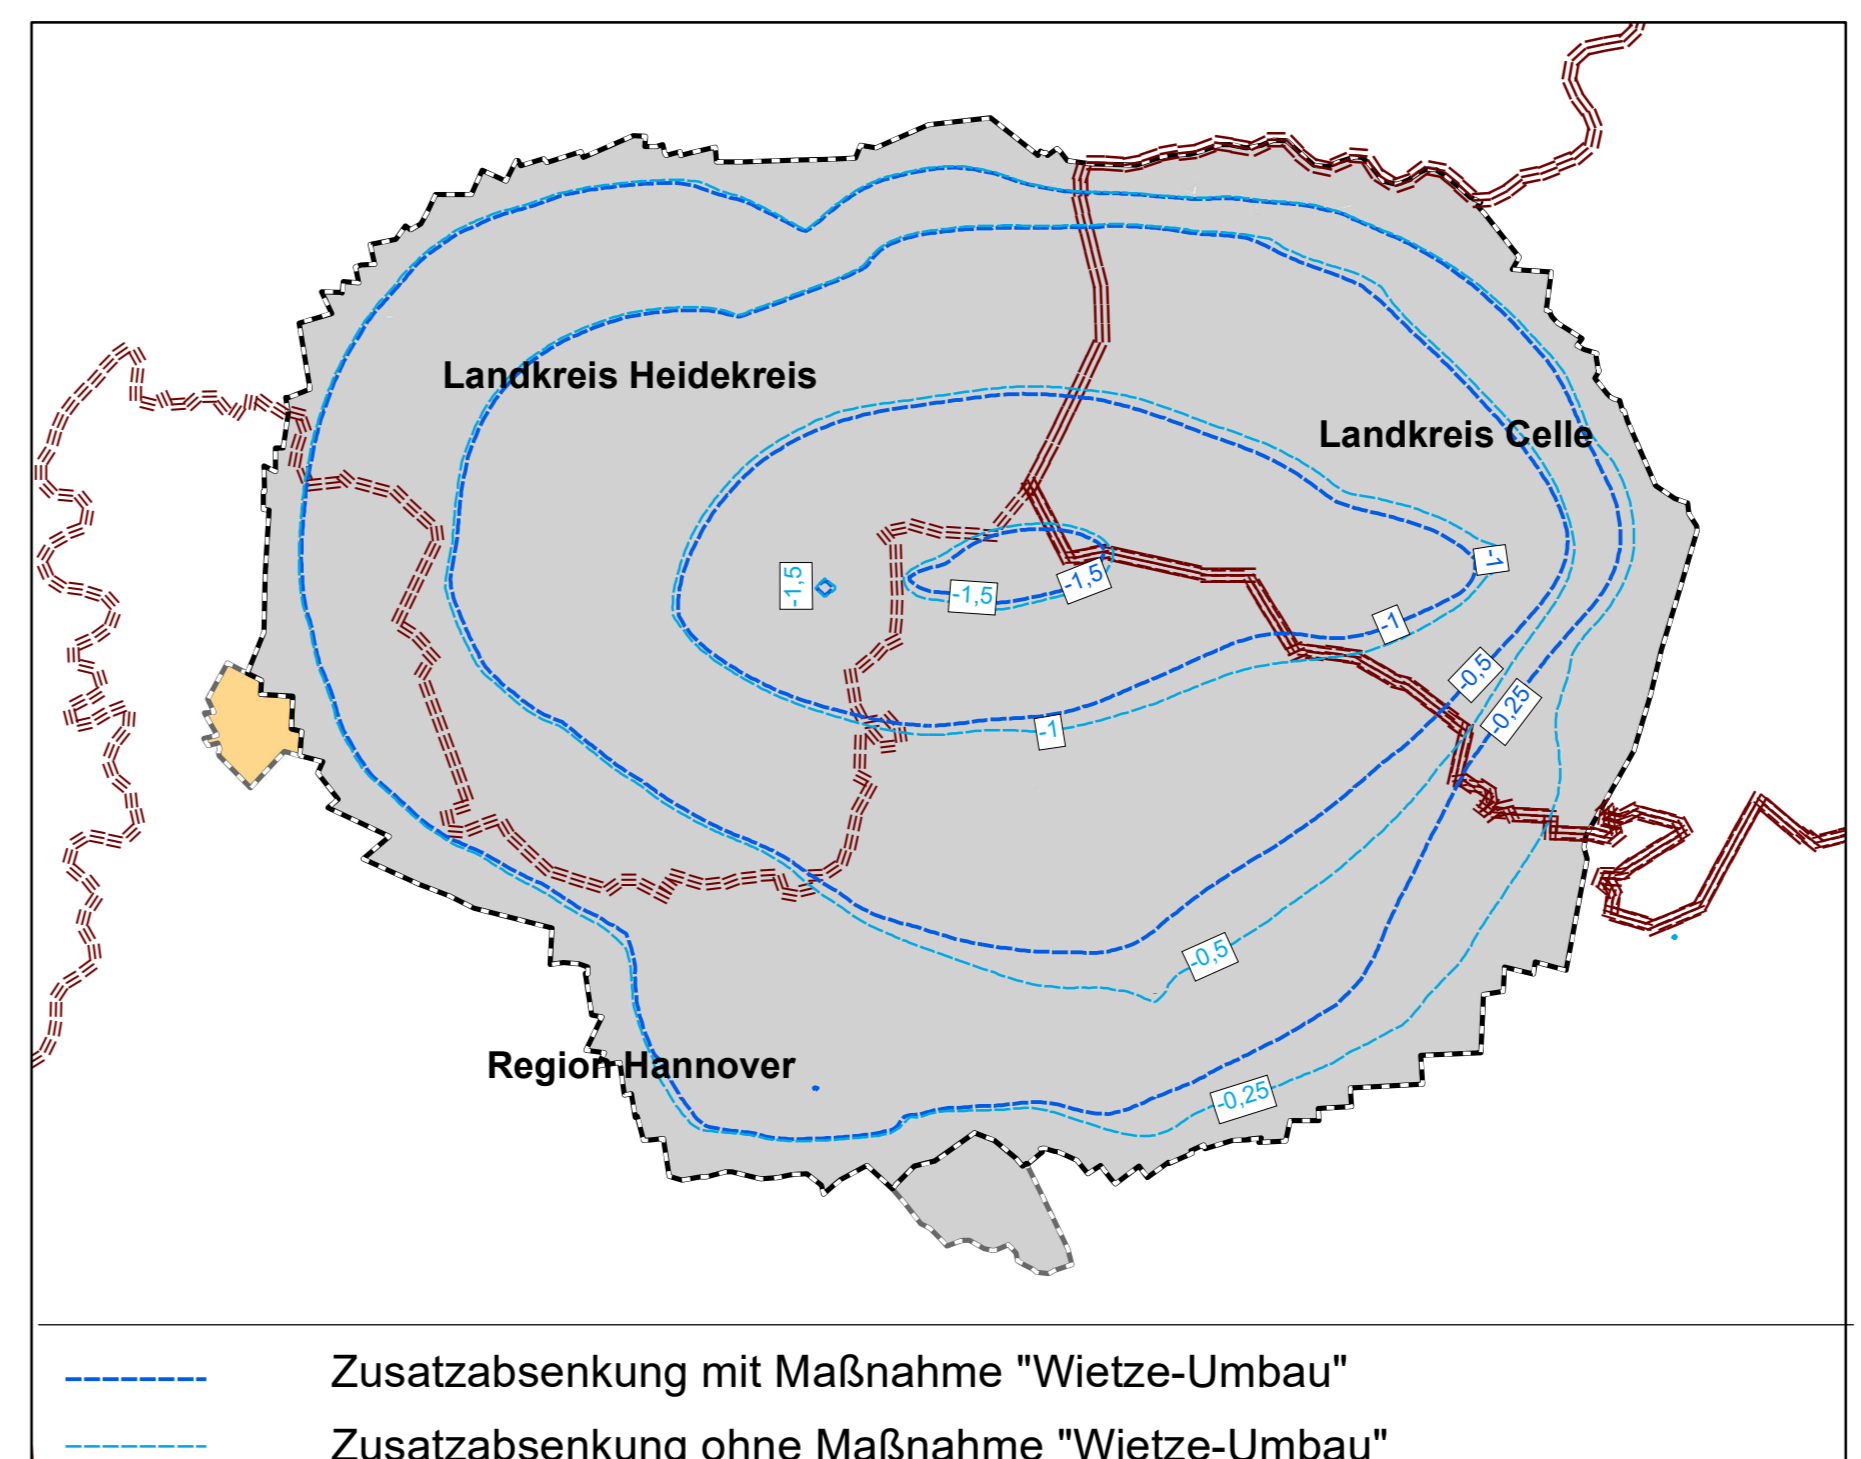 Landkreis Heidekreis
Landkreis Celle
-1
-1,5
-1,5
-1,5
-1
-0,5
-0,25
-1
-0,5
Region Hannover
-0,25
Zusatzabsenkung mit Maßnahme "Wietze-Umbau"
Zusatzabsenkung ohne Maßnahme "Wietze-Umbau"